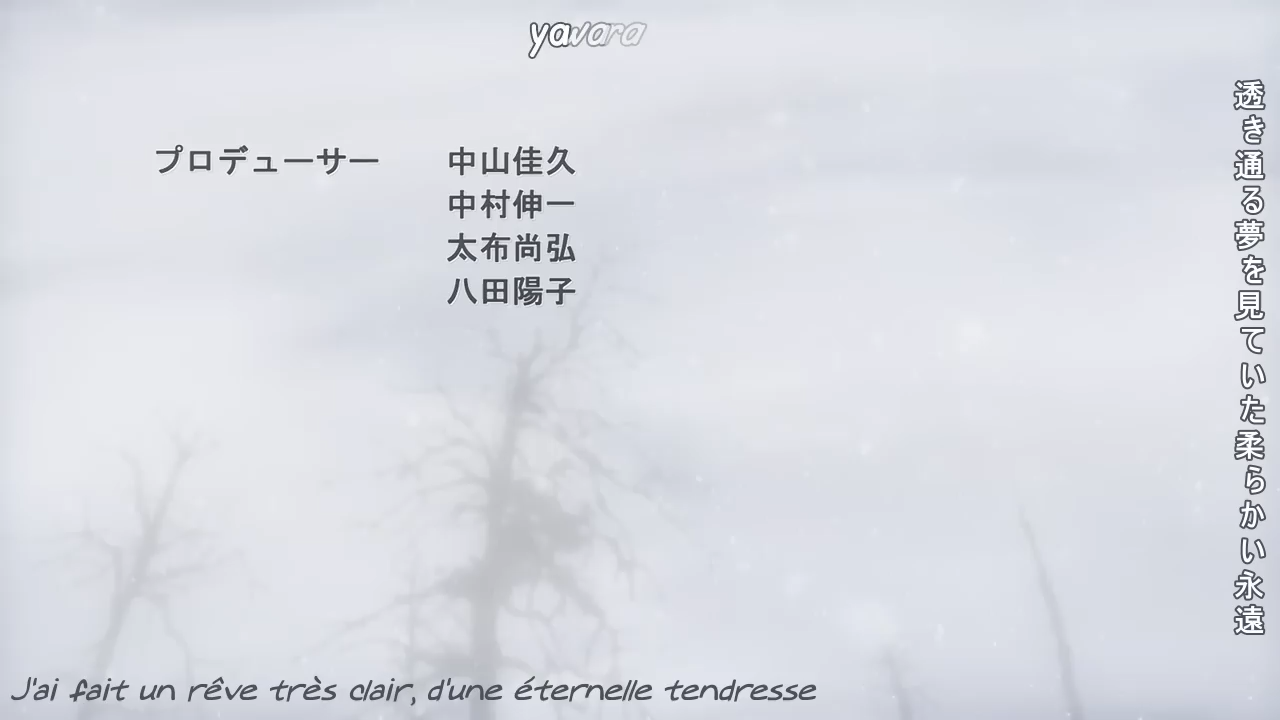 yawara
プロデューサー 中山佳久
中村伸一
太布尚弘
八田陽子
透き通る夢を見ていた柔らかい永遠
J'ai fait un rêve très clair, d'une éternelle tendresse